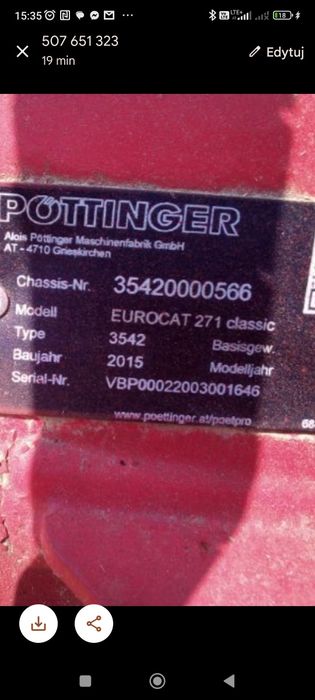 15:35
507 651 323
19 min
Edytuj
PÖTTINGER
Alois Pöttinger Maschinenfabrik GmbH
AT - 4710 Grieskirchen
Chassis-Nr. 35420000566
Modell EUROCAT 271 classic
Type 3542 Basisgew.
Baujahr 2015 Modelljahr
Serial-Nr. VBP00022003001646
www.poettinger.at/poetpro